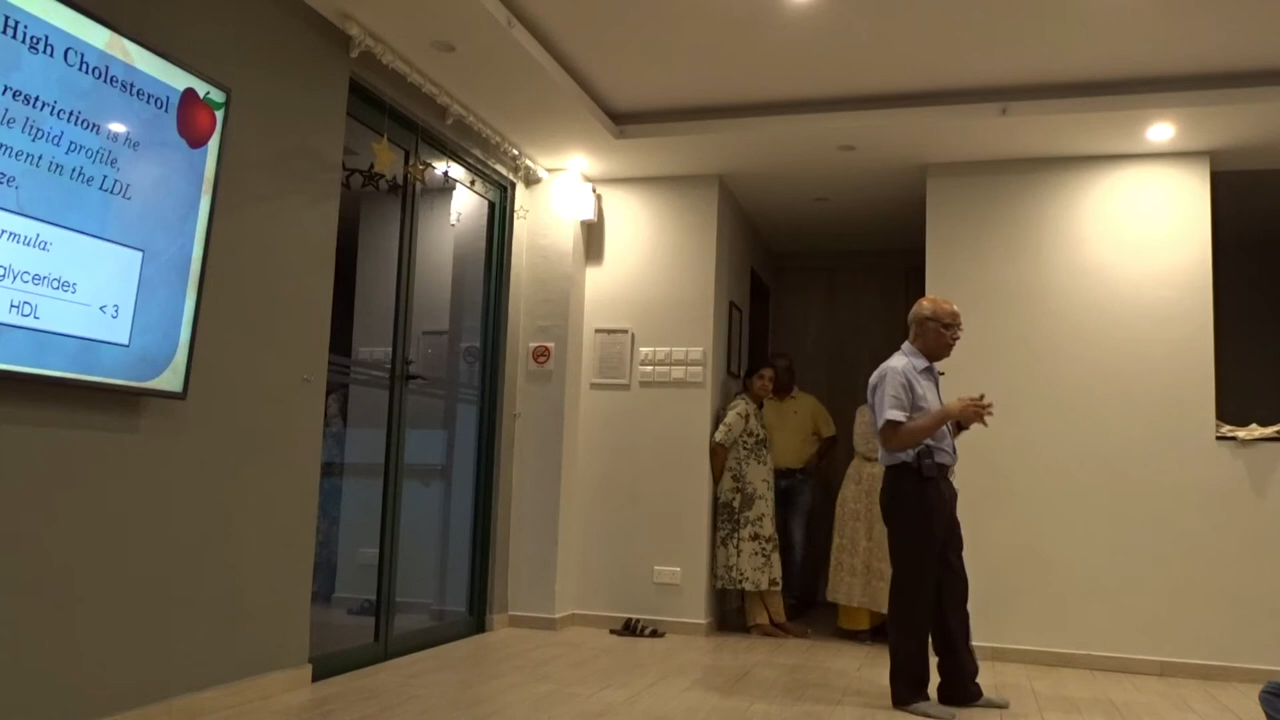 High Cholesterol
restriction is he
le lipid profile,
ment in the LDL
ze.
rmula:
glycerides
HDL
< 3